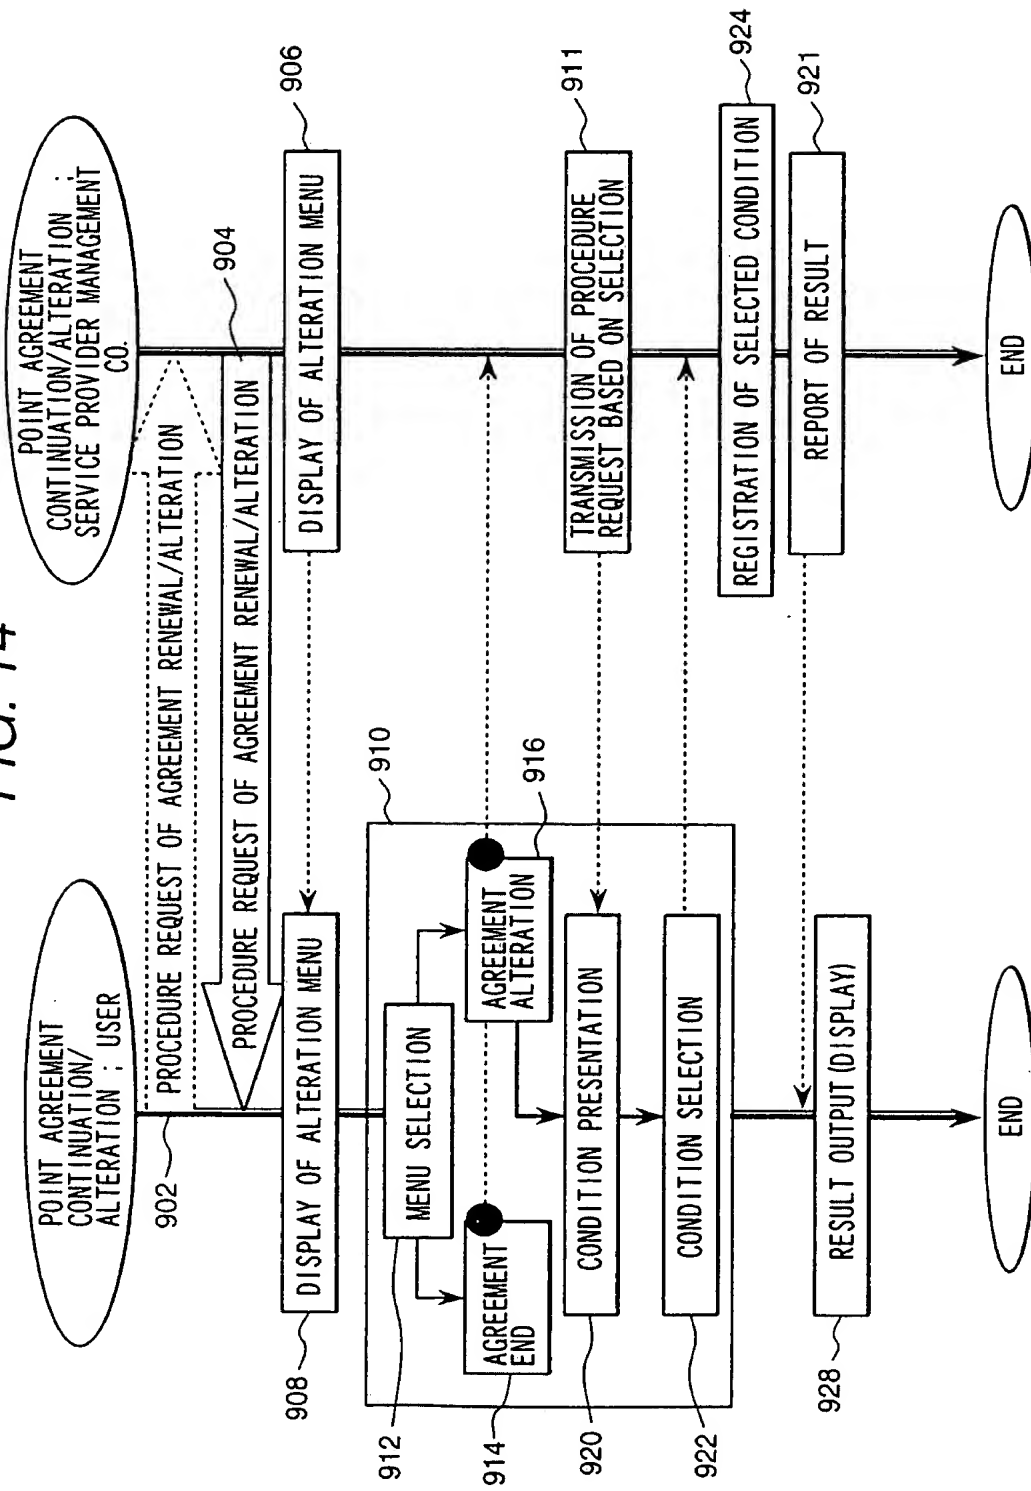 FIG. 14
POINT AGREEMENT
CONTINUATION/
ALTERATION ; USER
POINT AGREEMENT
CONTINUATION/ALTERATION ;
SERVICE PROVIDER MANAGEMENT
CO.
902
PROCEDURE REQUEST OF AGREEMENT RENEWAL/ALTERATION
904
PROCEDURE REQUEST OF AGREEMENT RENEWAL/ALTERATION
908
DISPLAY OF ALTERATION MENU
DISPLAY OF ALTERATION MENU
906
910
912
MENU SELECTION
914
AGREEMENT
END
AGREEMENT
ALTERATION
916
920
CONDITION PRESENTATION
TRANSMISSION OF PROCEDURE
REQUEST BASED ON SELECTION
911
922
CONDITION SELECTION
REGISTRATION OF SELECTED CONDITION
924
928
RESULT OUTPUT (DISPLAY)
REPORT OF RESULT
921
END
END